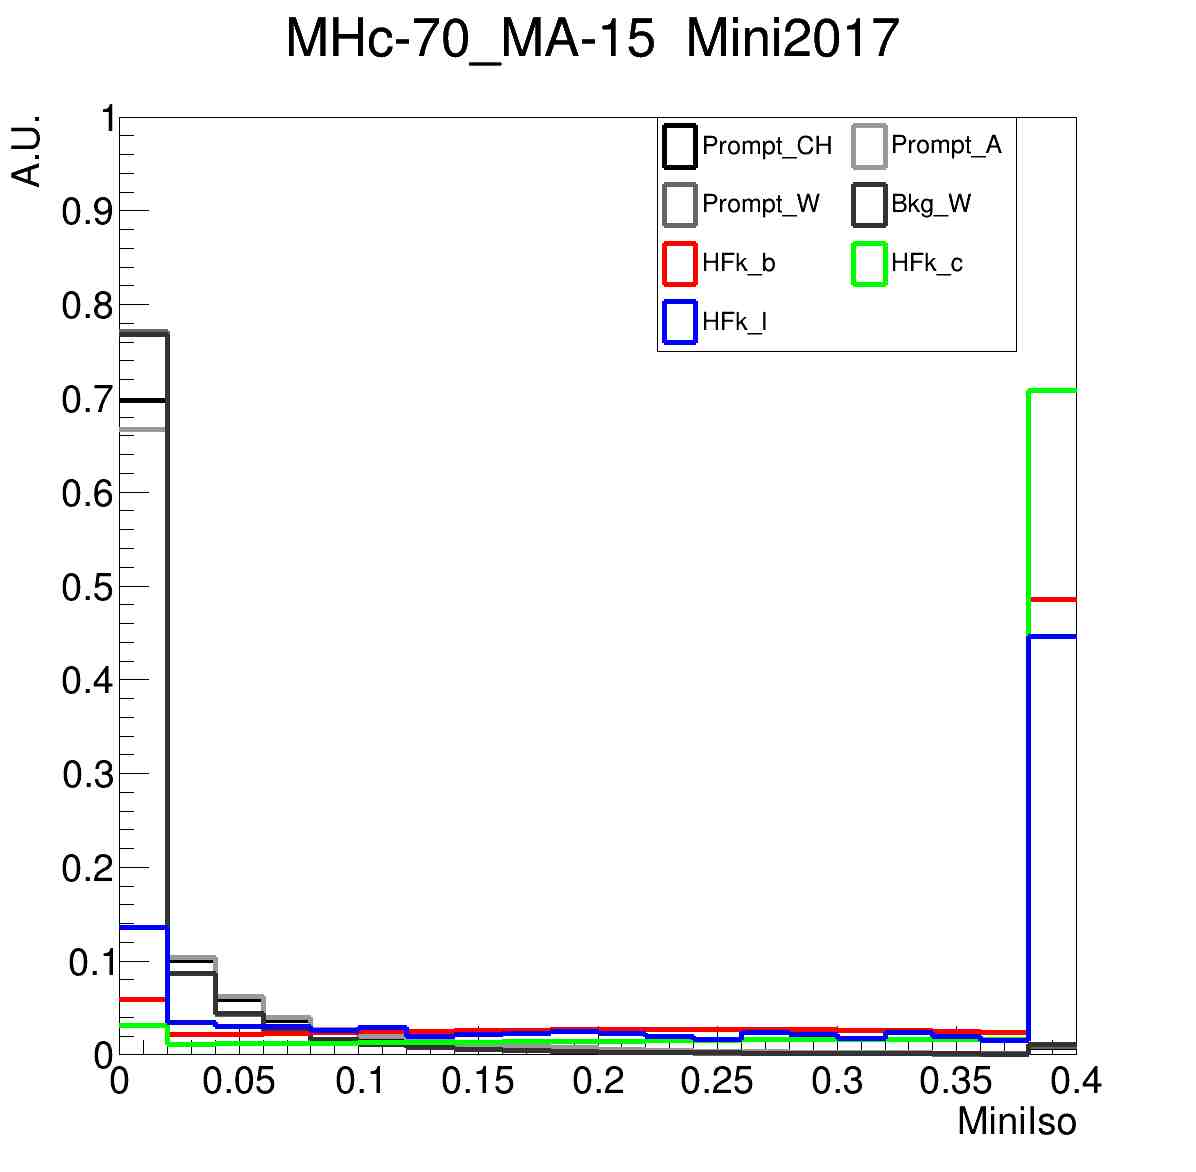 MHc-70_MA-15 Mini2017
A.U.
1
0.9
0.8
0.7
0.6
0.5
0.4
0.3
0.2
0.1
0
Prompt_CH Prompt_A
Prompt_W Bkg_W
HFk_b HFk_c
HFk_l
0 0.05 0.1 0.15 0.2 0.25 0.3 0.35 0.4
MiniIso